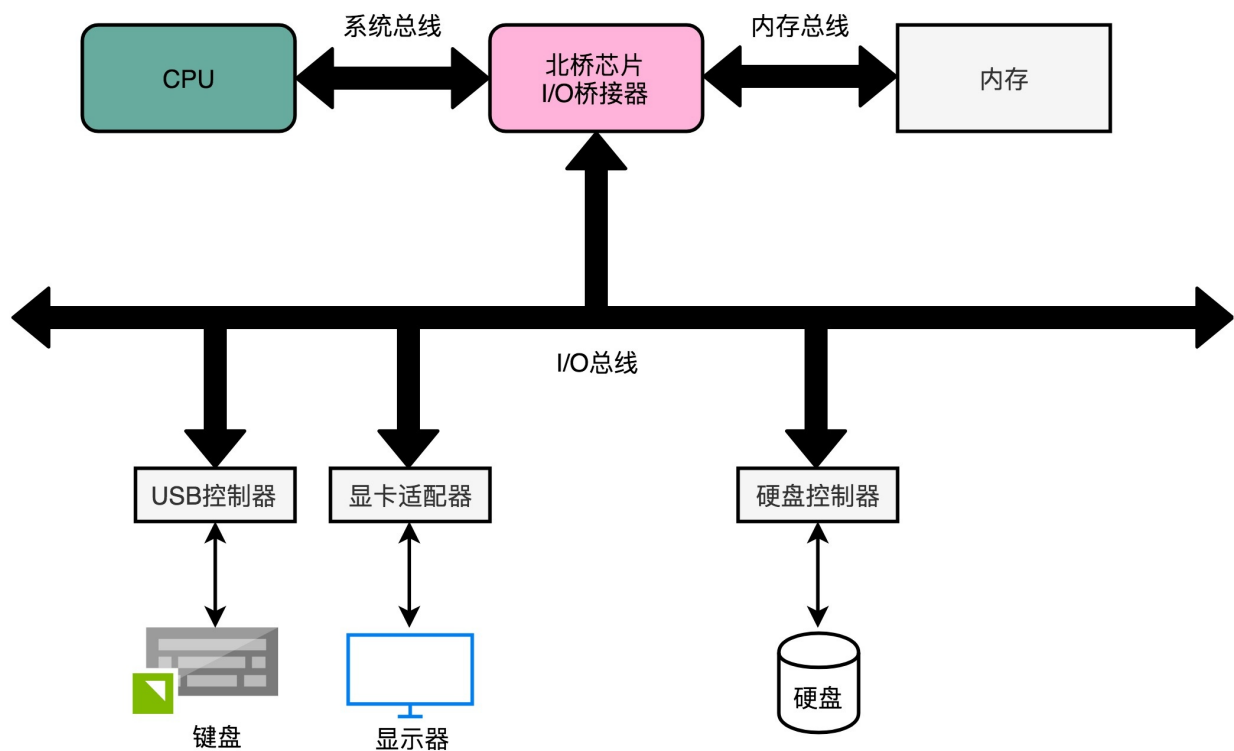 系统总线
内存总线
CPU
北桥芯片
I/O桥接器
内存
I/O总线
USB控制器
显卡适配器
硬盘控制器
硬盘
键盘
显示器